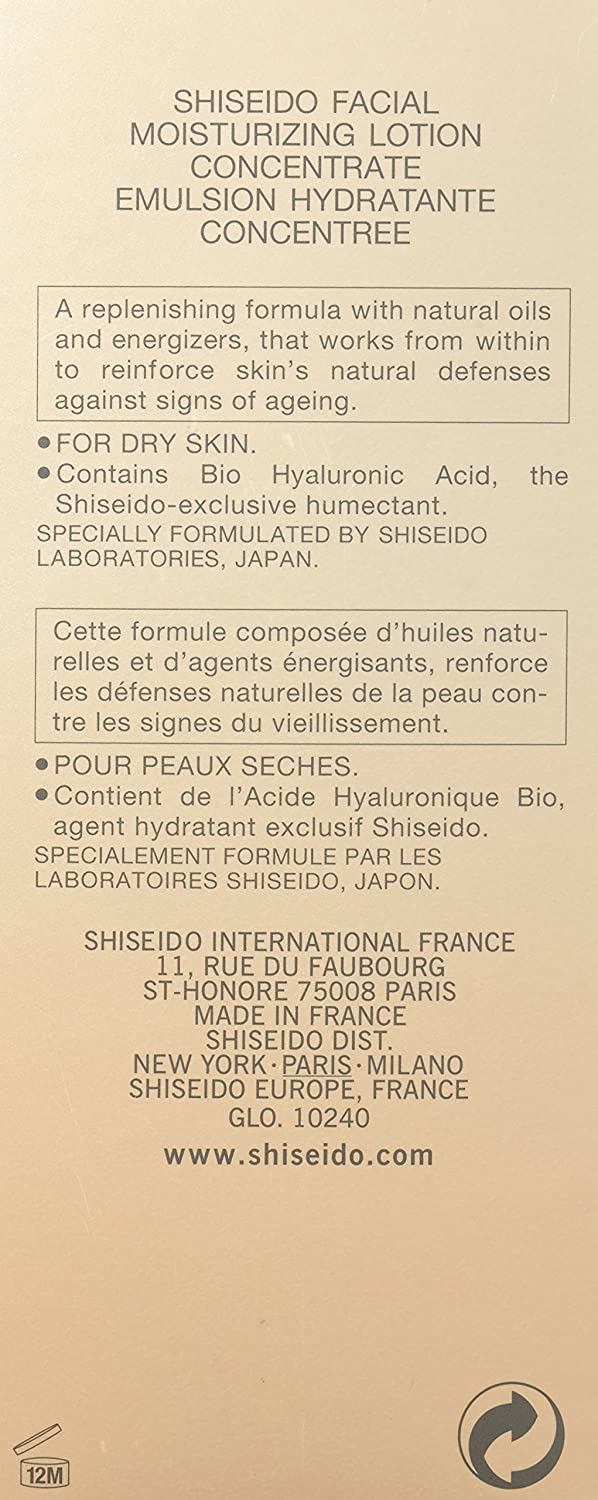 SHISEIDO FACIAL
MOISTURIZING LOTION
CONCENTRATE
EMULSION HYDRATANTE
CONCENTREE
A replenishing formula with natural oils
and energizers, that works from within
to reinforce skin's natural defenses
against signs of ageing.
● FOR DRY SKIN.
● Contains Bio Hyaluronic Acid, the
Shiseido-exclusive humectant.
SPECIALLY FORMULATED BY SHISEIDO
LABORATORIES, JAPAN.
Cette formule composée d'huiles natu-
relles et d'agents énergisants, renforce
les défenses naturelles de la peau con-
tre les signes du vieillissement.
● POUR PEAUX SECHES.
● Contient de l'Acide Hyaluronique Bio,
agent hydratant exclusif Shiseido.
SPECIALEMENT FORMULE PAR LES
LABORATOIRES SHISEIDO, JAPON.
SHISEIDO INTERNATIONAL FRANCE
11, RUE DU FAUBOURG
ST-HONORE 75008 PARIS
MADE IN FRANCE
SHISEIDO DIST.
NEW YORK · PARIS · MILANO
SHISEIDO EUROPE, FRANCE
GLO. 10240
www.shiseido.com
12M